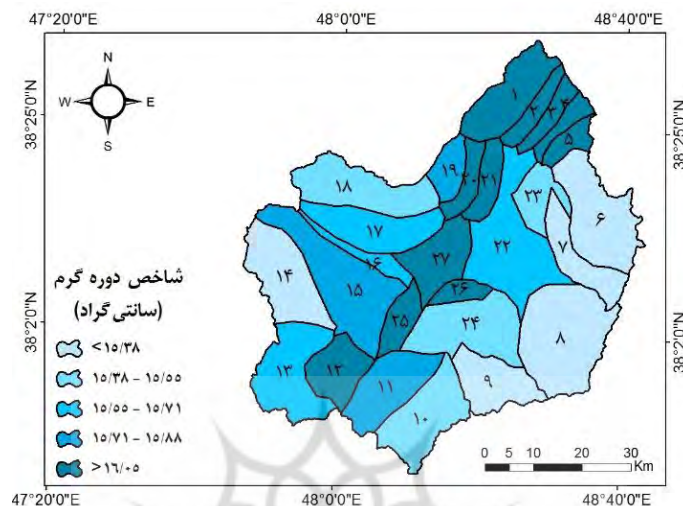 47°20'0"E 48°0'0"E 48°40'0"E
38°25'0"N
38°2'0"N
38°25'0"N
38°2'0"N
N
W E
S
۱
۲
۳
۴
۵
۶
۷
۸
۹
۱۰
۱۱
۱۲
۱۳
۱۴
۱۵
۱۶
۱۷
۱۸
۱۹
۲۰
۲۱
۲۲
۲۳
۲۴
۲۵
۲۶
۲۷
شاخص دوره گرم
(سانتی گراد)
<۱۵/۳۸
۱۵/۳۸ - ۱۵/۵۵
۱۵/۵۵ - ۱۵/۷۱
۱۵/۷۱ - ۱۵/۸۸
>۱۶/۰۵
0 5 10 20 30
Km
47°20'0"E 48°0'0"E 48°40'0"E